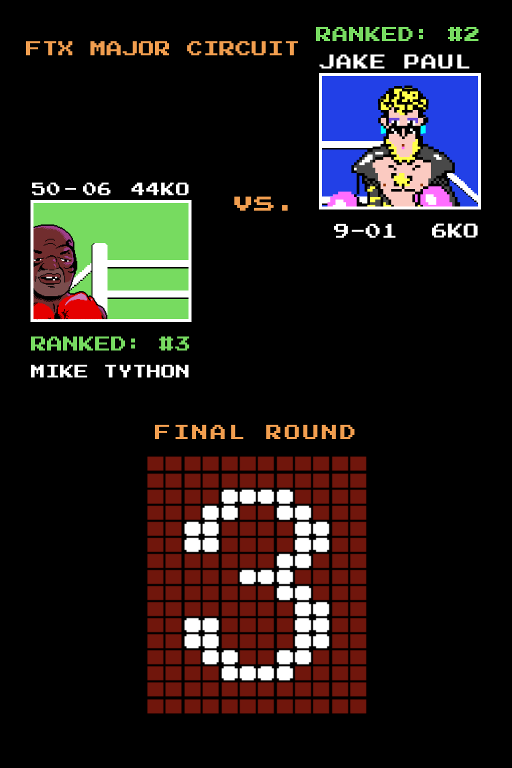 FTX MAJOR CIRCUIT
RANKED: #2
JAKE PAUL
9-01 6KO
VS.
50-06 44KO
RANKED: #3
MIKE TYTHON
FINAL ROUND
3